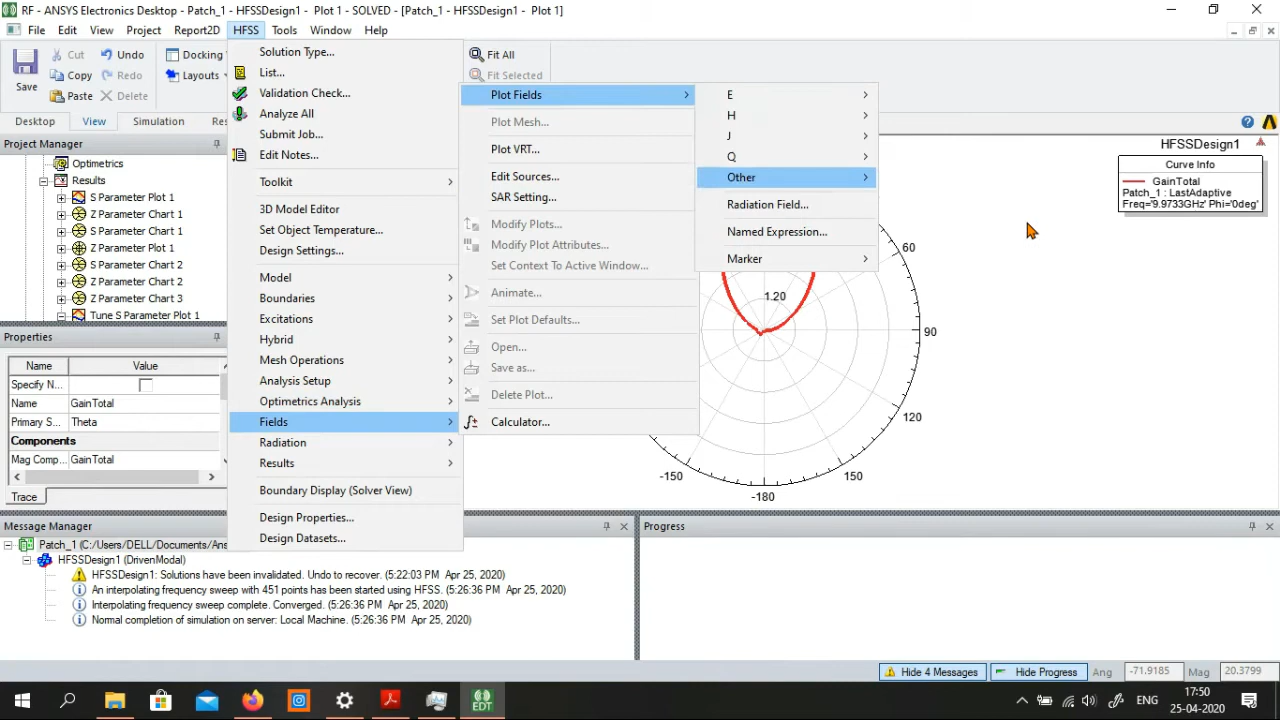 RF - ANSYS Electronics Desktop - Patch_1 - HFSSDesign1 - Plot 1 - SOLVED - [Patch_1 - HFSSDesign1 - Plot 1]
File Edit View Project Report2D HFSS Tools Window Help
Save
Cut
Copy
Paste
Undo
Redo
Delete
Docking
Layouts
Fit All
Fit Selected
Desktop View Simulation Res
Project Manager
Optimetrics
Results
S Parameter Plot 1
Z Parameter Chart 1
S Parameter Chart 1
Z Parameter Plot 1
S Parameter Chart 2
Z Parameter Chart 2
Z Parameter Chart 3
Tune S Parameter Plot 1
Properties
Name Value
Specify N...
Name GainTotal
Primary S... Theta
Components
Mag Comp... GainTotal
Trace
Solution Type...
List...
Validation Check...
Analyze All
Submit Job...
Edit Notes...
Toolkit
3D Model Editor
Set Object Temperature...
Design Settings...
Model
Boundaries
Excitations
Hybrid
Mesh Operations
Analysis Setup
Optimetrics Analysis
Fields
Radiation
Results
Boundary Display (Solver View)
Design Properties...
Design Datasets...
Plot Fields
Plot Mesh...
Plot VRT...
Edit Sources...
SAR Setting...
Modify Plots...
Modify Plot Attributes...
Set Context To Active Window...
Animate...
Set Plot Defaults...
Open...
Save as...
Delete Plot...
Calculator...
E
H
J
Q
Other
Radiation Field...
Named Expression...
Marker
HFSSDesign1
Curve Info
GainTotal
Patch_1 : LastAdaptive
Freq='9.9733GHz' Phi='0deg'
60
1.20
90
120
150
-180
-150
Message Manager
Patch_1 (C:/Users/DELL/Documents/Ans
HFSSDesign1 (DrivenModal)
HFSSDesign1: Solutions have been invalidated. Undo to recover. (5:22:03 PM Apr 25, 2020)
An interpolating frequency sweep with 451 points has been started using HFSS. (5:26:36 PM Apr 25, 2020)
Interpolating frequency sweep complete. Converged. (5:26:36 PM Apr 25, 2020)
Normal completion of simulation on server: Local Machine. (5:26:36 PM Apr 25, 2020)
Progress
Hide 4 Messages Hide Progress Ang -71.9185 Mag 20.3799
EDT
ENG
17:50
25-04-2020